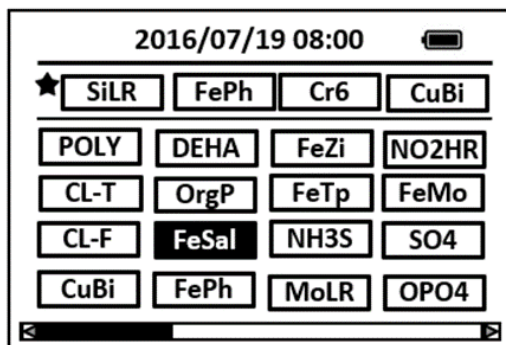 2016/07/19 08:00
SiLR FePh Cr6 CuBi
POLY DEHA FeZi NO2HR
CL-T OrgP FeTp FeMo
CL-F FeSal NH3S SO4
CuBi FePh MoLR OPO4